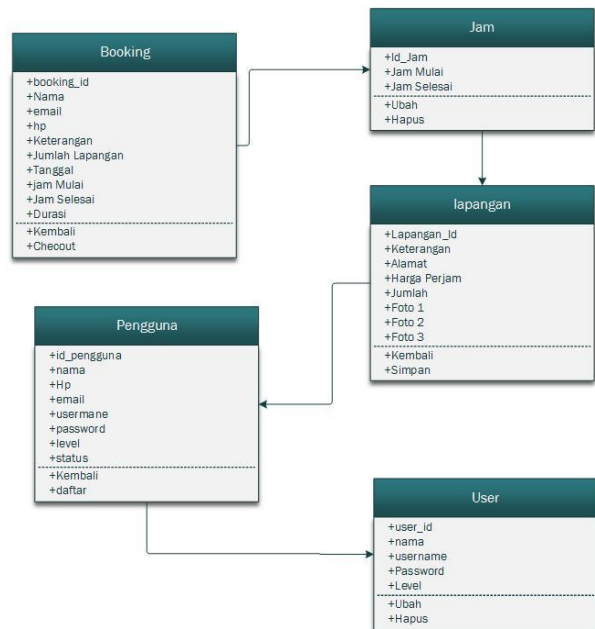 Booking
+booking_id
+Nama
+email
+hp
+Keterangan
+Jumlah Lapangan
+Tanggal
+jam Mulai
+Jam Selesai
+Durasi
+Kembali
+Checout
Jam
+Id_Jam
+Jam Mulai
+Jam Selesai
+Ubah
+Hapus
lapangan
+Lapangan_Id
+Keterangan
+Alamat
+Harga Perjam
+Jumlah
+Foto 1
+Foto 2
+Foto 3
+Kembali
+Simpan
Pengguna
+id_pengguna
+nama
+Hp
+email
+usermane
+password
+level
+status
+Kembali
+daftar
User
+user_id
+nama
+username
+Password
+Level
+Ubah
+Hapus